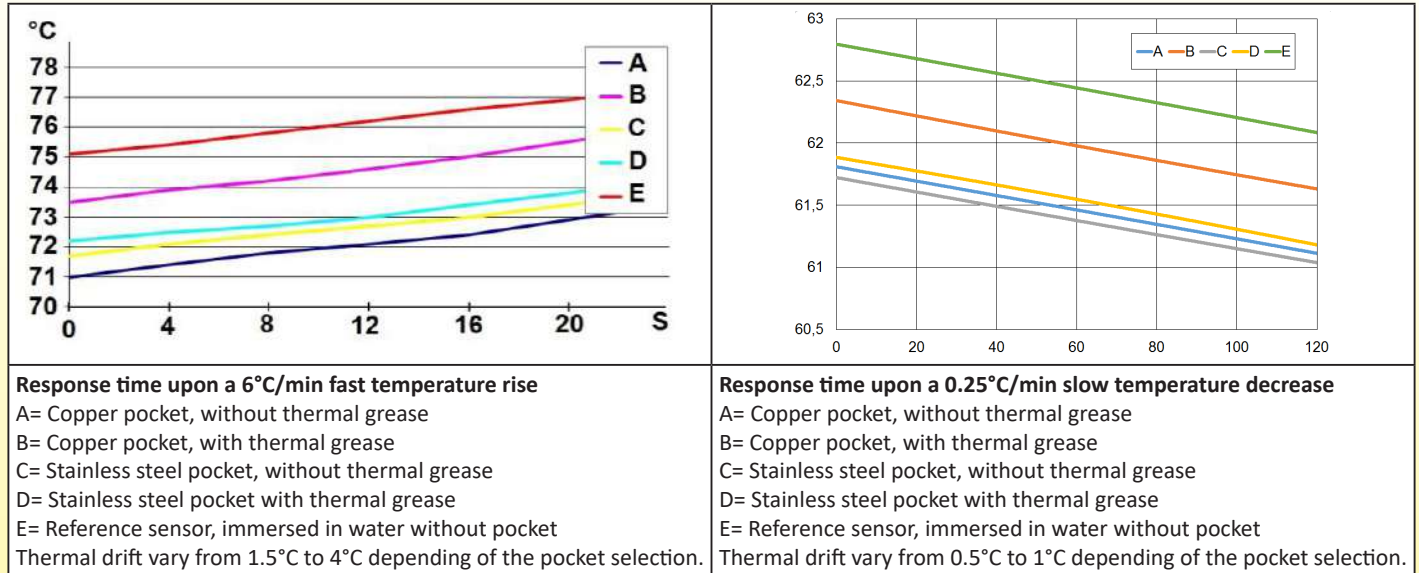 °C
78
77
76
75
74
73
72
71
70
0 4 8 12 16 20 S
A
B
C
D
E
63
62,5
62
61,5
61
60,5
0 20 40 60 80 100 120
A B C D E
Response time upon a 6°C/min fast temperature rise
A= Copper pocket, without thermal grease
B= Copper pocket, with thermal grease
C= Stainless steel pocket, without thermal grease
D= Stainless steel pocket with thermal grease
E= Reference sensor, immersed in water without pocket
Thermal drift vary from 1.5°C to 4°C depending of the pocket selection.
Response time upon a 0.25°C/min slow temperature decrease
A= Copper pocket, without thermal grease
B= Copper pocket, with thermal grease
C= Stainless steel pocket, without thermal grease
D= Stainless steel pocket with thermal grease
E= Reference sensor, immersed in water without pocket
Thermal drift vary from 0.5°C to 1°C depending of the pocket selection.